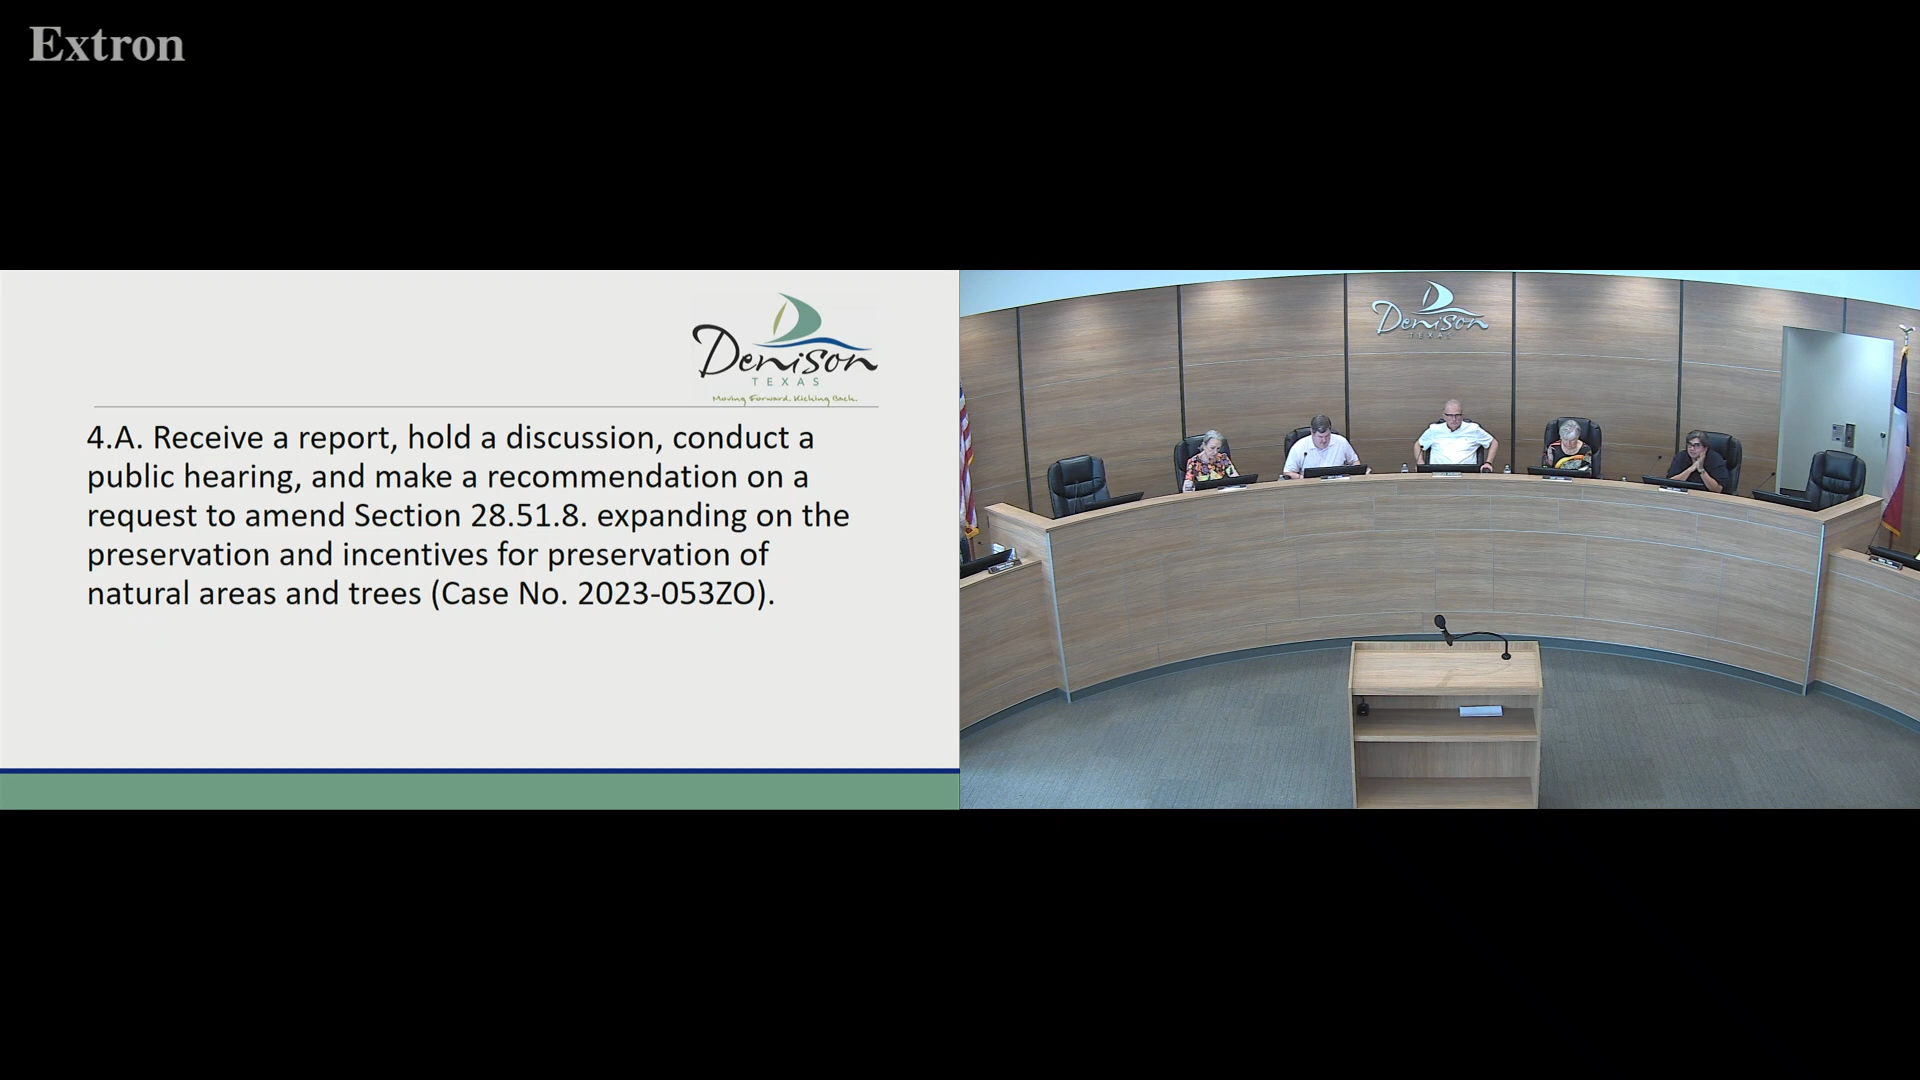 Extron
Denison
TEXAS
Moving Forward. Kicking Back.
4.A. Receive a report, hold a discussion, conduct a
public hearing, and make a recommendation on a
request to amend Section 28.51.8. expanding on the
preservation and incentives for preservation of
natural areas and trees (Case No. 2023-053ZO).
Denison
TEXAS